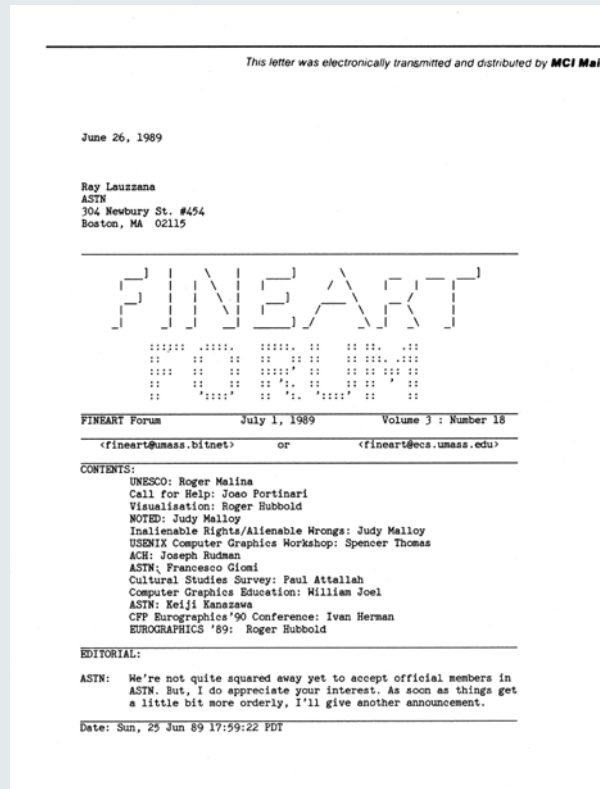 This letter was electronically transmitted and distributed by MCI Mai
June 26, 1989
Ray Lauzzana
ASTN
304 Newbury St. #454
Boston, MA 02115
FINEART
FORUM
FINEART Forum July 1, 1989 Volume 3 : Number 18
<fineart@umass.bitnet> or <fineart@ecs.umass.edu>
CONTENTS:
UNESCO: Roger Malina
Call for Help: Joao Portinari
Visualisation: Roger Hubbold
NOTED: Judy Malloy
Inalienable Rights/Alienable Wrongs: Judy Malloy
USENIX Computer Graphics Workshop: Spencer Thomas
ACH: Joseph Rudman
ASTN: Francesco Giomi
Cultural Studies Survey: Paul Attallah
Computer Graphics Education: William Joel
ASTN: Keiji Kanazawa
CFP Eurographics'90 Conference: Ivan Herman
EUROGRAPHICS '89: Roger Hubbold
EDITORIAL:
ASTN: We're not quite squared away yet to accept official members in
ASTN. But, I do appreciate your interest. As soon as things get
a little bit more orderly, I'll give another announcement.
Date: Sun, 25 Jun 89 17:59:22 PDT